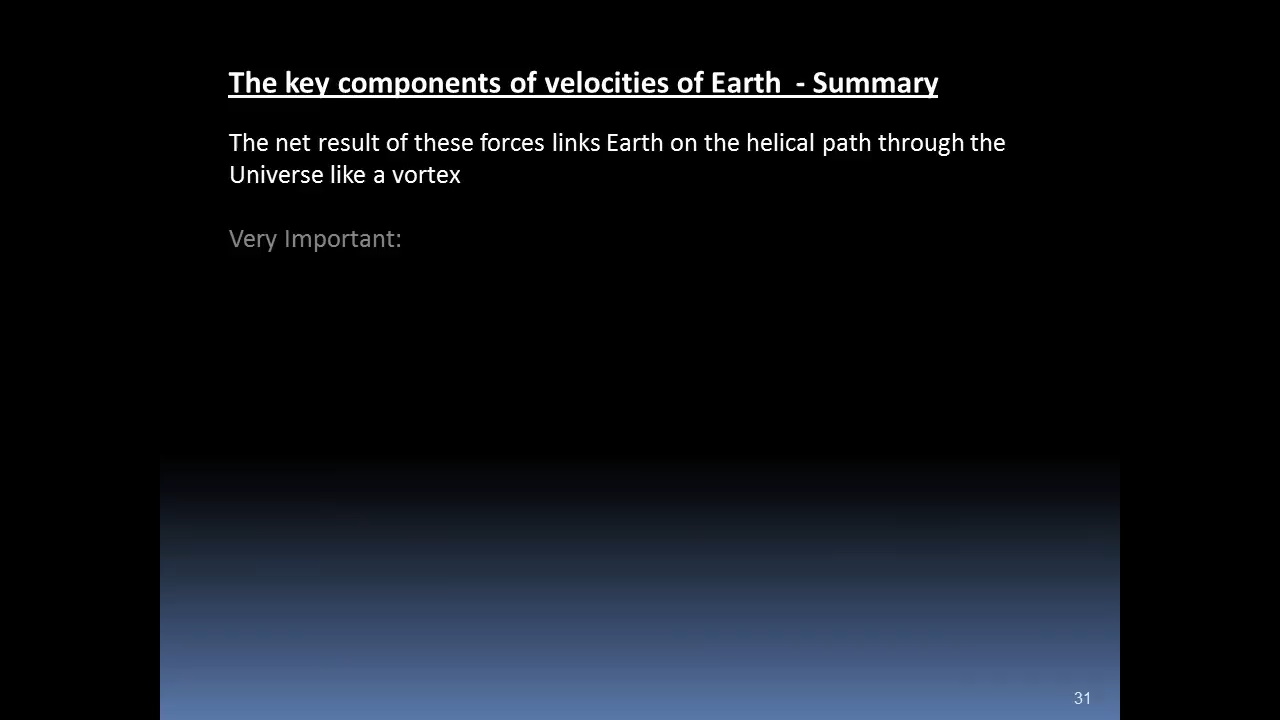 The key components of velocities of Earth  - Summary
The net result of these forces links Earth on the helical path through the
Universe like a vortex
Very Important:
31